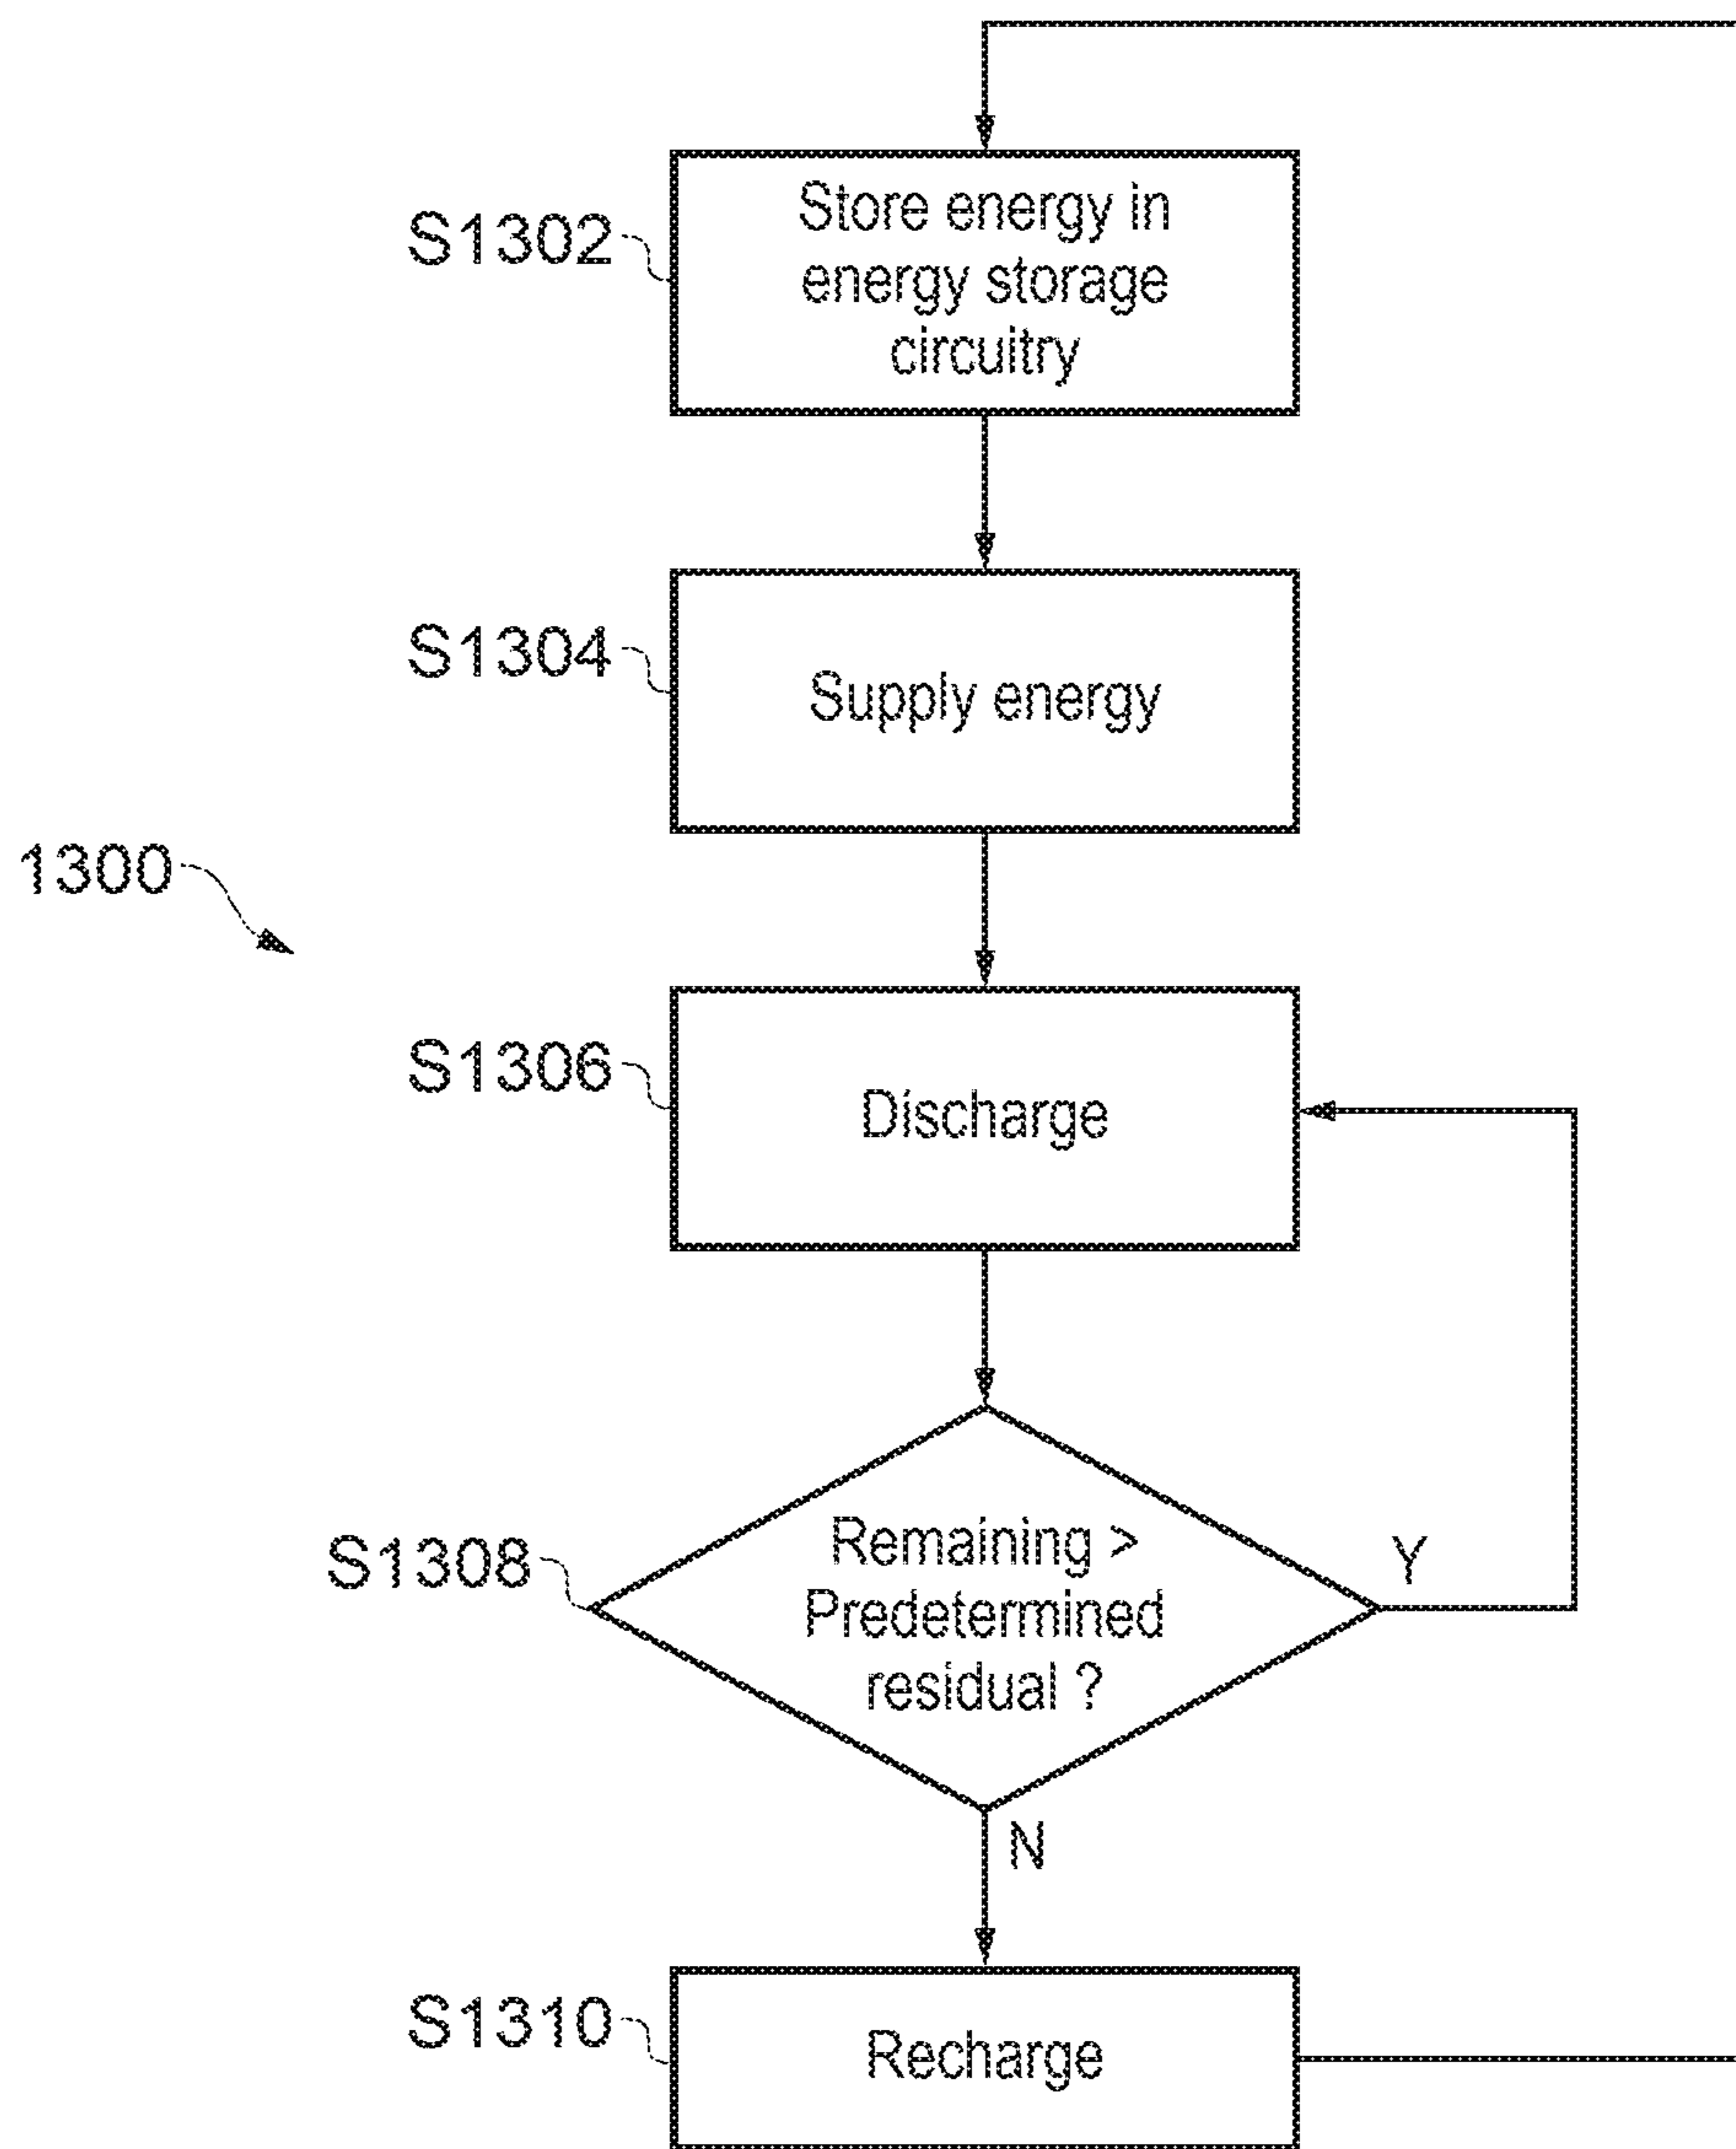 S1302
Store energy in
energy storage
circuitry
S1304
Supply energy
1300
S1306
Discharge
S1308
Remaining >
Predetermined
residual ?
Y
N
S1310
Recharge